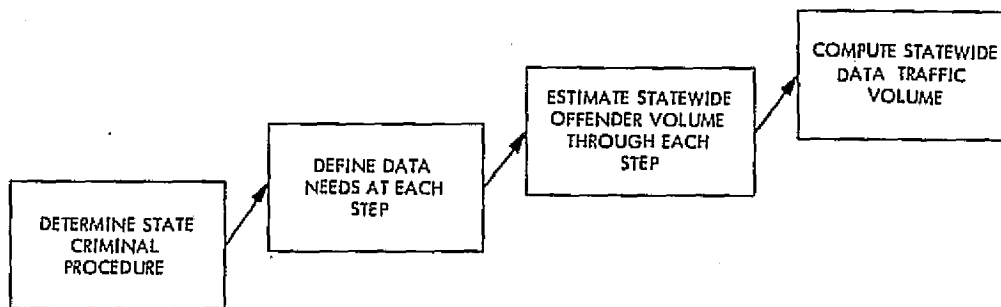 DETERMINE STATE
CRIMINAL
PROCEDURE
DEFINE DATA
NEEDS AT EACH
STEP
ESTIMATE STATEWIDE
OFFENDER VOLUME
THROUGH EACH
STEP
COMPUTE STATEWIDE
DATA TRAFFIC
VOLUME